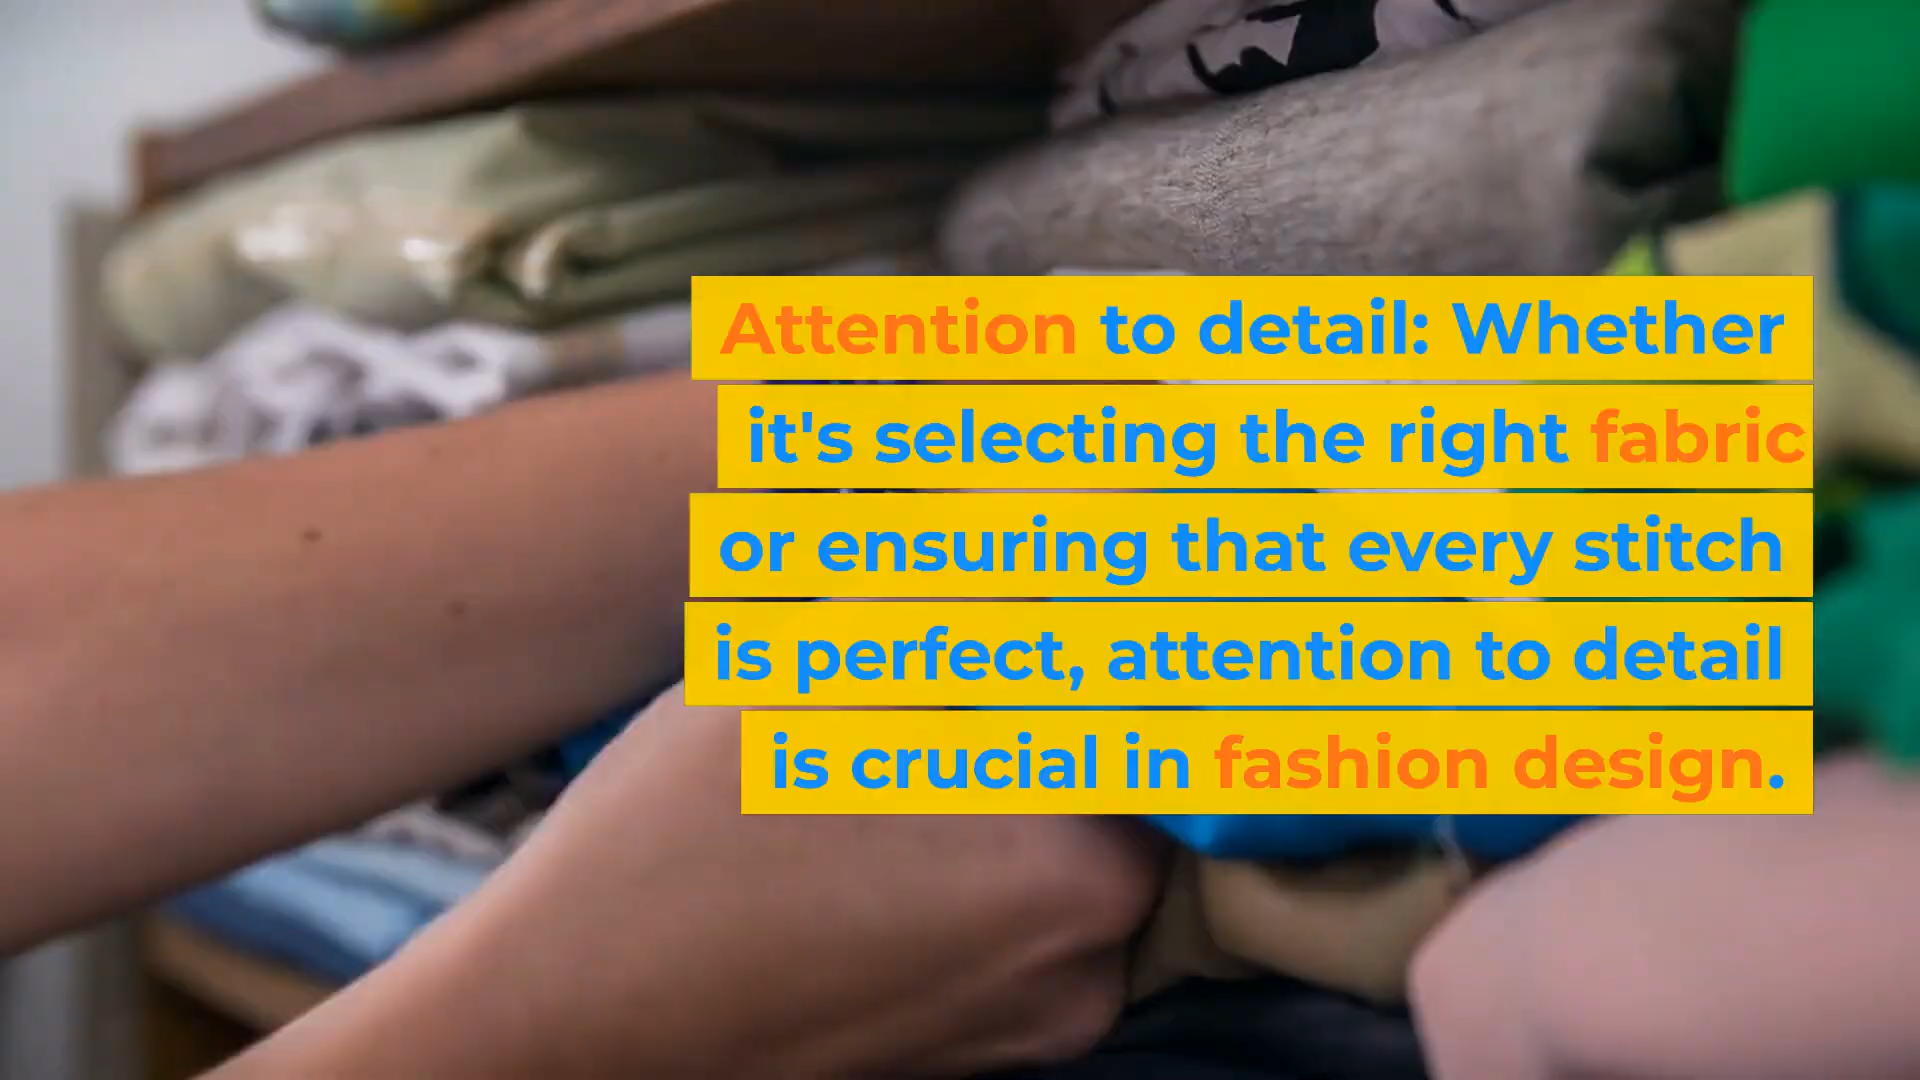 Attention to detail: Whether
it's selecting the right fabric
or ensuring that every stitch
is perfect, attention to detail
is crucial in fashion design.